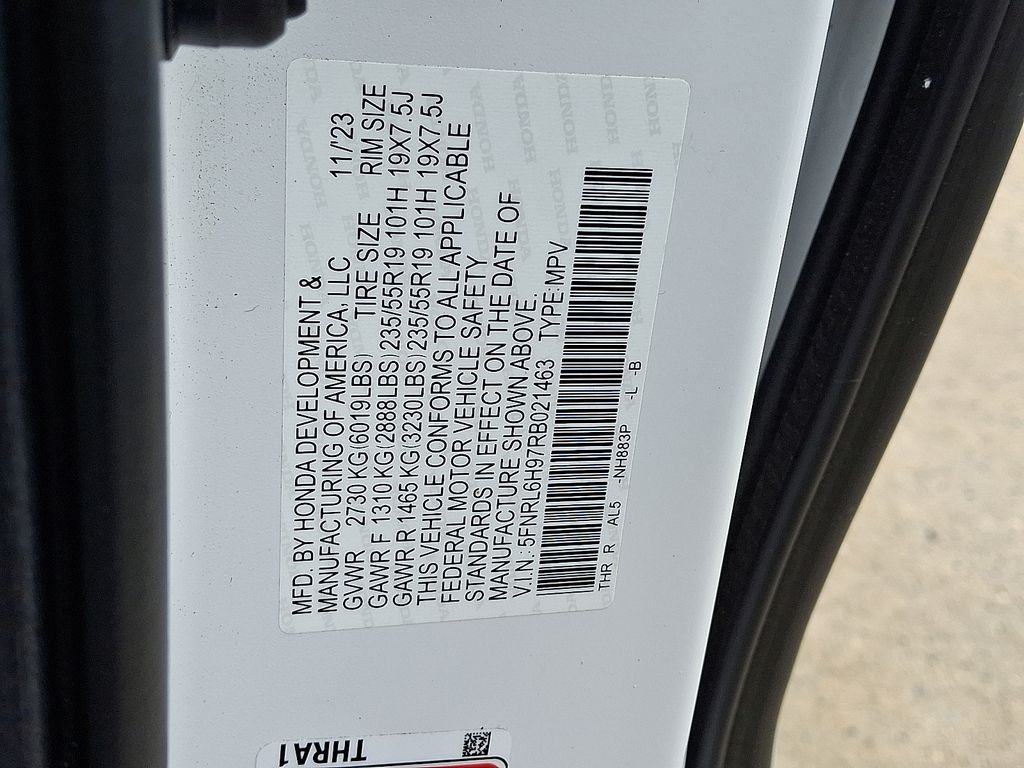 MFD. BY HONDA DEVELOPMENT &
MANUFACTURING OF AMERICA, LLC 11/'23
GVWR 2730 KG(6019LBS) TIRE SIZE RIM SIZE
GAWR F 1310 KG(2888LBS) 235/55R19 101H 19X7.5J
GAWR R 1465 KG(3230LBS) 235/55R19 101H 19X7.5J
THIS VEHICLE CONFORMS TO ALL APPLICABLE
FEDERAL MOTOR VEHICLE SAFETY
STANDARDS IN EFFECT ON THE DATE OF
MANUFACTURE SHOWN ABOVE.
V.I.N.: 5FNRL6H97RB021463 TYPE:MPV
THR R AL5 -NH883P -L -B
THRA1